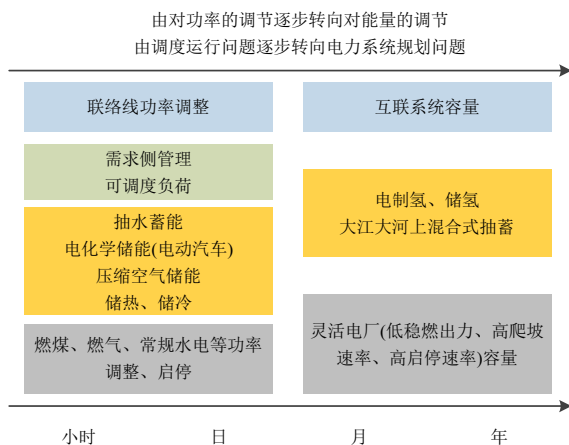 由对功率的调节逐步转向对能量的调节
由调度运行问题逐步转向电力系统规划问题
联络线功率调整
互联系统容量
需求侧管理
可调度负荷
电制氢、储氢
大江大河上混合式抽蓄
抽水蓄能
电化学储能(电动汽车)
压缩空气储能
储热、储冷
灵活电厂(低稳燃出力、高爬坡
速率、高启停速率)容量
燃煤、燃气、常规水电等功率
调整、启停
小时 日 月 年